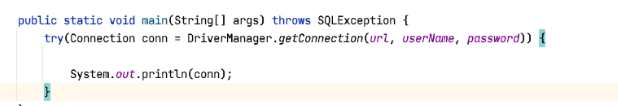 public static void main(String[] args) throws SQLException {
try(Connection conn = DriverManager.getConnection(url, userName, password)) {
System.out.println(conn);
}